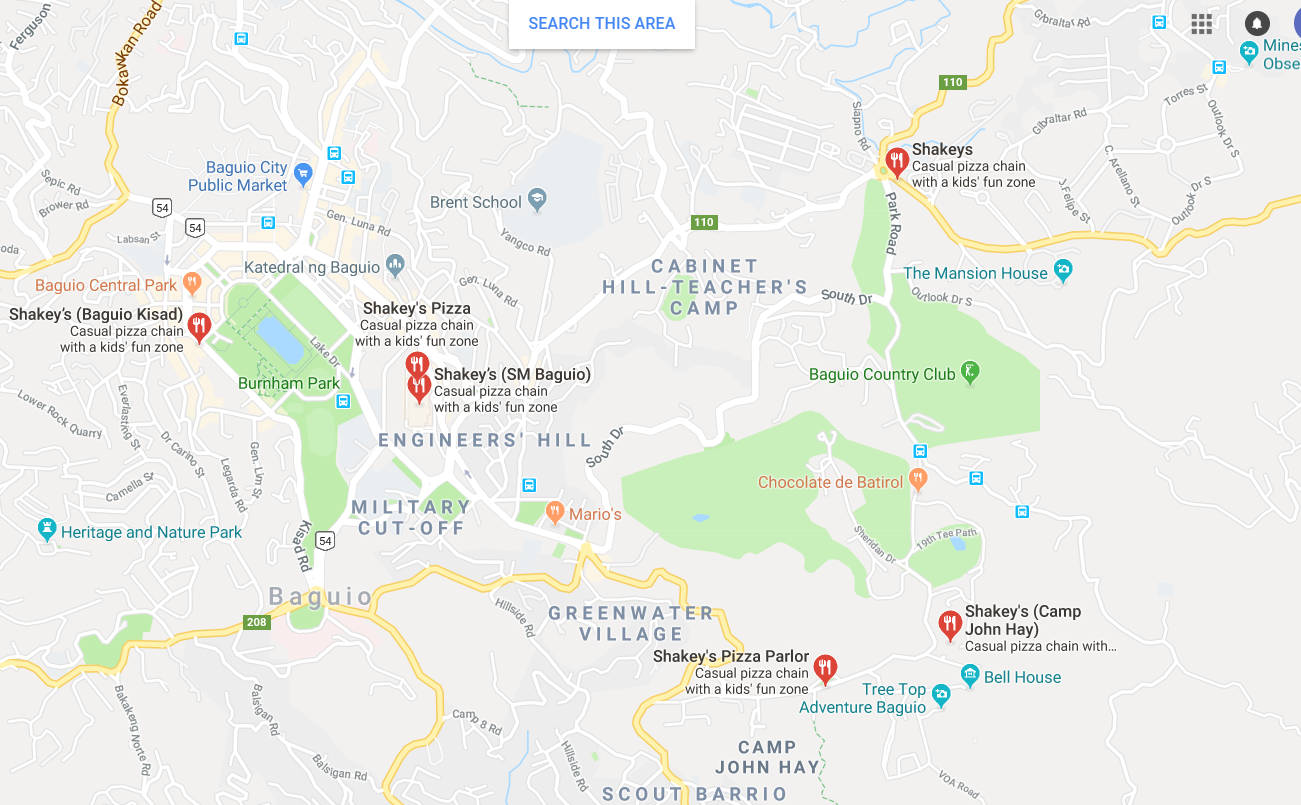 SEARCH THIS AREA
Ferguson
Bokawkan Road
Gibraltar Rd
110
Mines
Obse
Siapno Rd
Torres St
Outlook Dr S
Gibraltar Rd
Shakeys
Casual pizza chain
with a kids' fun zone
C. Arellano St
J. Felipe St
Outlook Dr S
Baguio City
Public Market
Sepic Rd
Brower Rd
54
54
Brent School
Gen. Luna Rd
110
Park Road
Labsan St
Yangco Rd
oda
Katedral ng Baguio
CABINET
HILL-TEACHER'S
CAMP
The Mansion House
Baguio Central Park
Gen. Luna Rd
South Dr
Outlook Dr S
Shakey's (Baguio Kisad)
Casual pizza chain
with a kids' fun zone
Shakey's Pizza
Casual pizza chain
with a kids' fun zone
Lake Dr
Burnham Park
Shakey's (SM Baguio)
Casual pizza chain
with a kids' fun zone
Baguio Country Club
Lower Rock Quarry
Everlasting St
Dr Carino St
ENGINEERS' HILL
South Dr
Camella St
Legarda Rd
Gen. Lim St
Chocolate de Batirol
MILITARY
CUT-OFF
Mario's
Heritage and Nature Park
Kisad Rd
54
Sheridan Dr
19th Tee Path
Baguio
208
Hillside Rd
GREENWATER
VILLAGE
Shakey's (Camp
John Hay)
Casual pizza chain with…
Shakey's Pizza Parlor
Casual pizza chain
with a kids' fun zone
Bell House
Tree Top
Adventure Baguio
Bakakeng Norte Rd
Balsigan Rd
Camp 8 Rd
Hillside Rd
CAMP
JOHN HAY
Balsigan Rd
VOA Road
SCOUT BARRIO